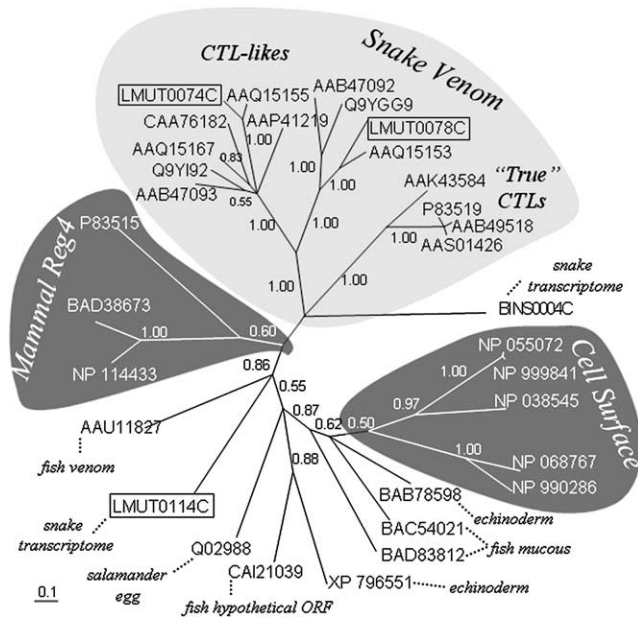 CTL-likes
Snake Venom
LMUT0074C
AAQ15155
AAB47092
Q9YGG9
CAA76182
AAP41219
LMUT0078C
AAQ15167
1.00
0.83
1.00
AAQ15153
Q9YI92
1.00
"True"
CTLs
AAB47093
0.55
AAK43584
P83519
AAB49518
AAS01426
1.00
1.00
1.00
1.00
1.00
snake
transcriptome
BINS0004C
Mammal Reg4
P83515
BAD38673
1.00
0.60
NP 114433
Cell Surface
NP 055072
1.00
NP 999841
0.97
NP 038545
0.86
0.55
0.87
0.62
0.50
1.00
NP 068767
NP 990286
AAU11827
fish venom
0.88
LMUT0114C
snake
transcriptome
BAB78598
echinoderm
BAC54021
fish mucous
BAD83812
Q02988
salamander
egg
CAI21039
fish hypothetical ORF
XP 796551
echinoderm
0.1